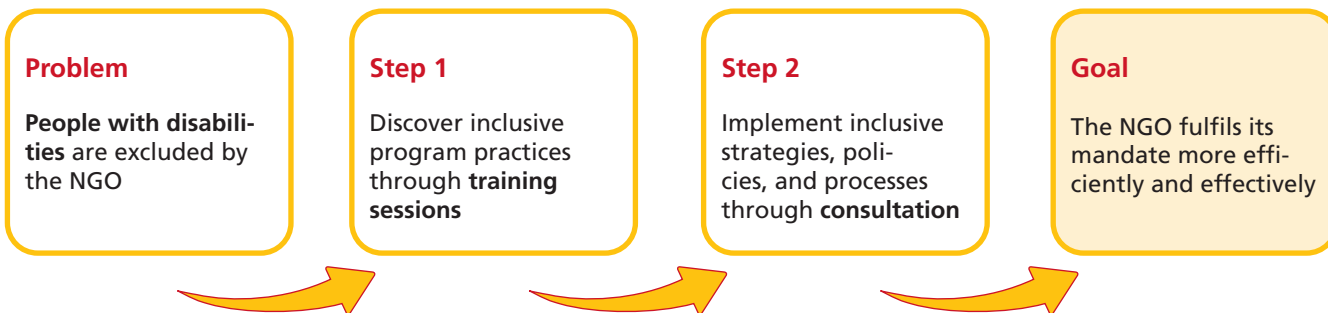 Problem
People with disabili-
ties are excluded by
the NGO
Step 1
Discover inclusive
program practices
through training
sessions
Step 2
Implement inclusive
strategies, poli-
cies, and processes
through consultation
Goal
The NGO fulfils its
mandate more effi-
ciently and effectively